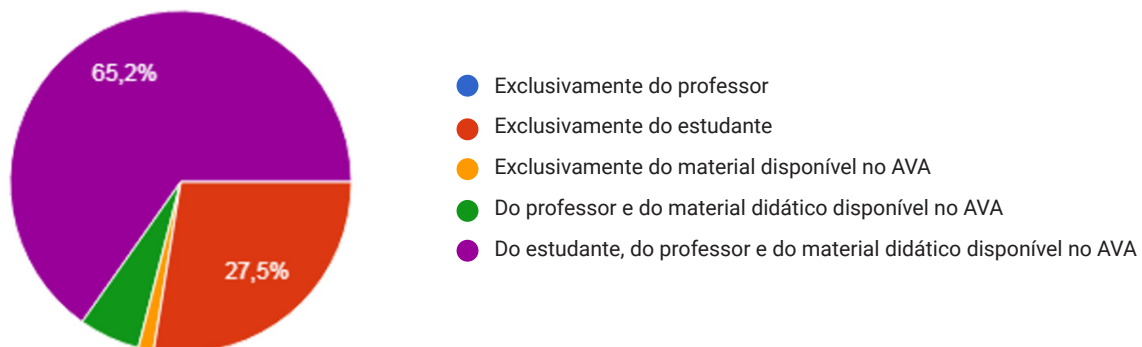 65,2%
27,5%
Exclusivamente do professor
Exclusivamente do estudante
Exclusivamente do material disponível no AVA
Do professor e do material didático disponível no AVA
Do estudante, do professor e do material didático disponível no AVA